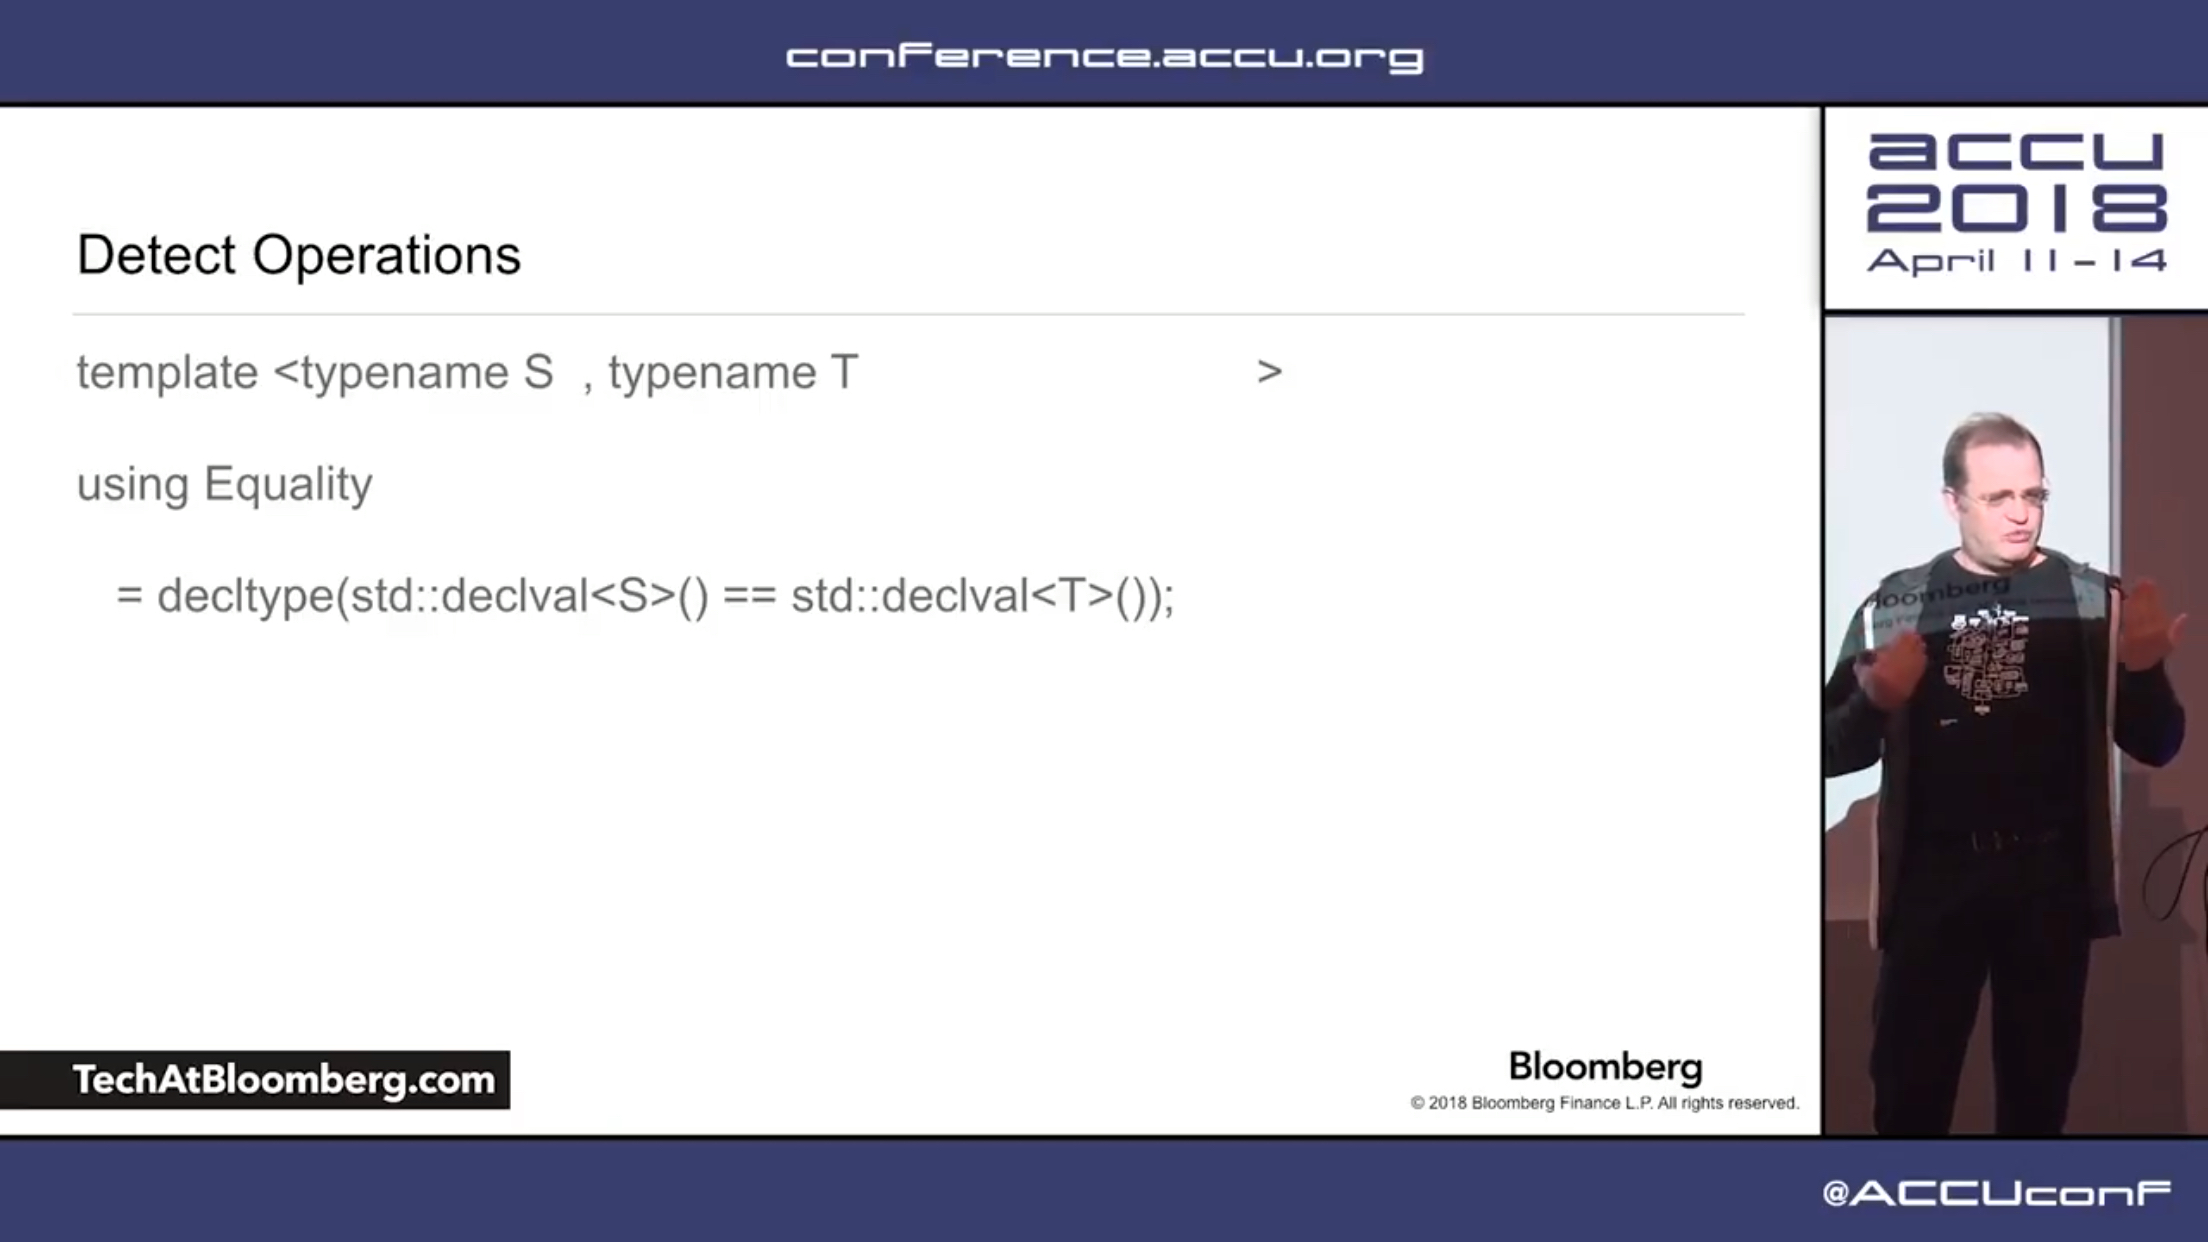 conference.accu.org
accu
2018
April 11-14
Detect Operations
template <typename S , typename T >
using Equality
= decltype(std::declval<S>() == std::declval<T>());
loomberg
TechAtBloomberg.com
Bloomberg
© 2018 Bloomberg Finance L.P. All rights reserved.
@ACCUconf